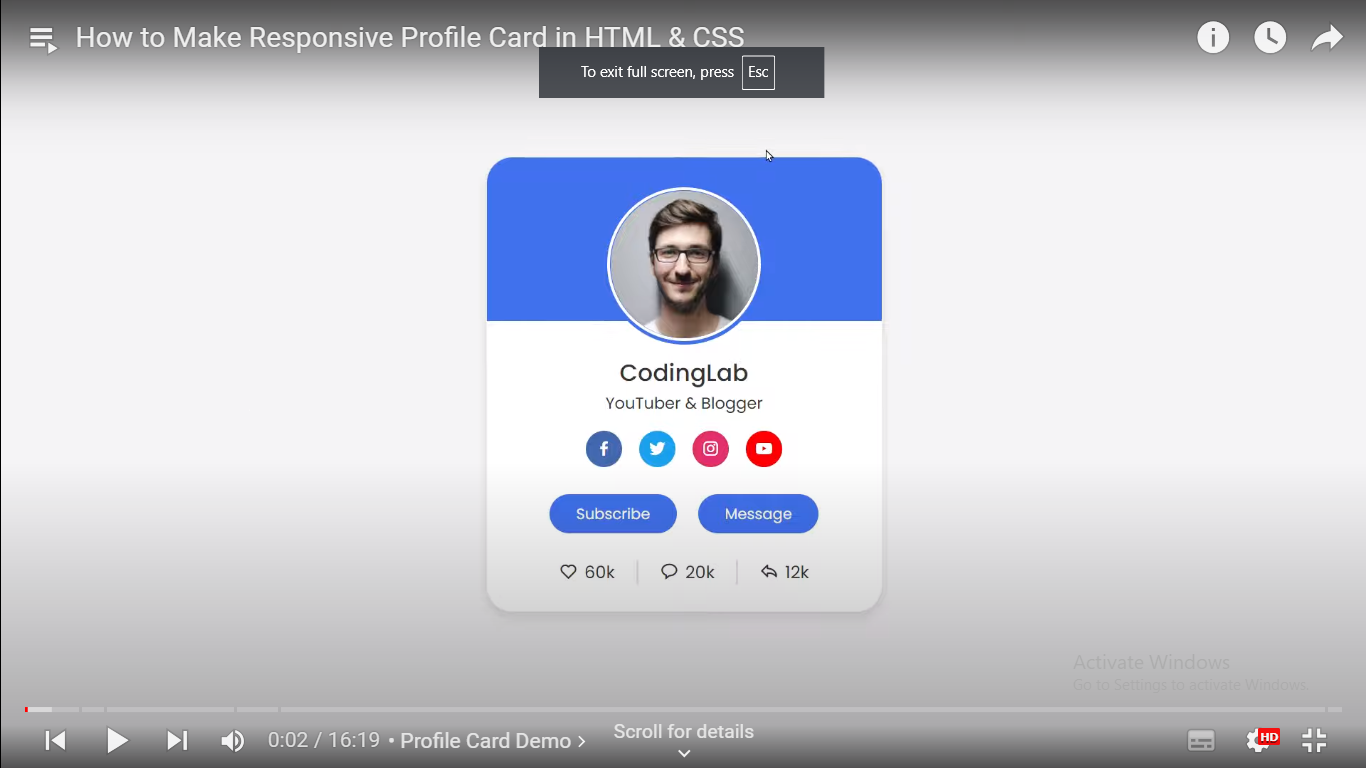 How to Make Responsive Profile Card in HTML & CSS
To exit full screen, press Esc
CodingLab
YouTuber & Blogger
Subscribe
Message
60k
20k
12k
Activate Windows
Go to Settings to activate Windows.
Scroll for details
0:02 / 16:19 • Profile Card Demo
HD